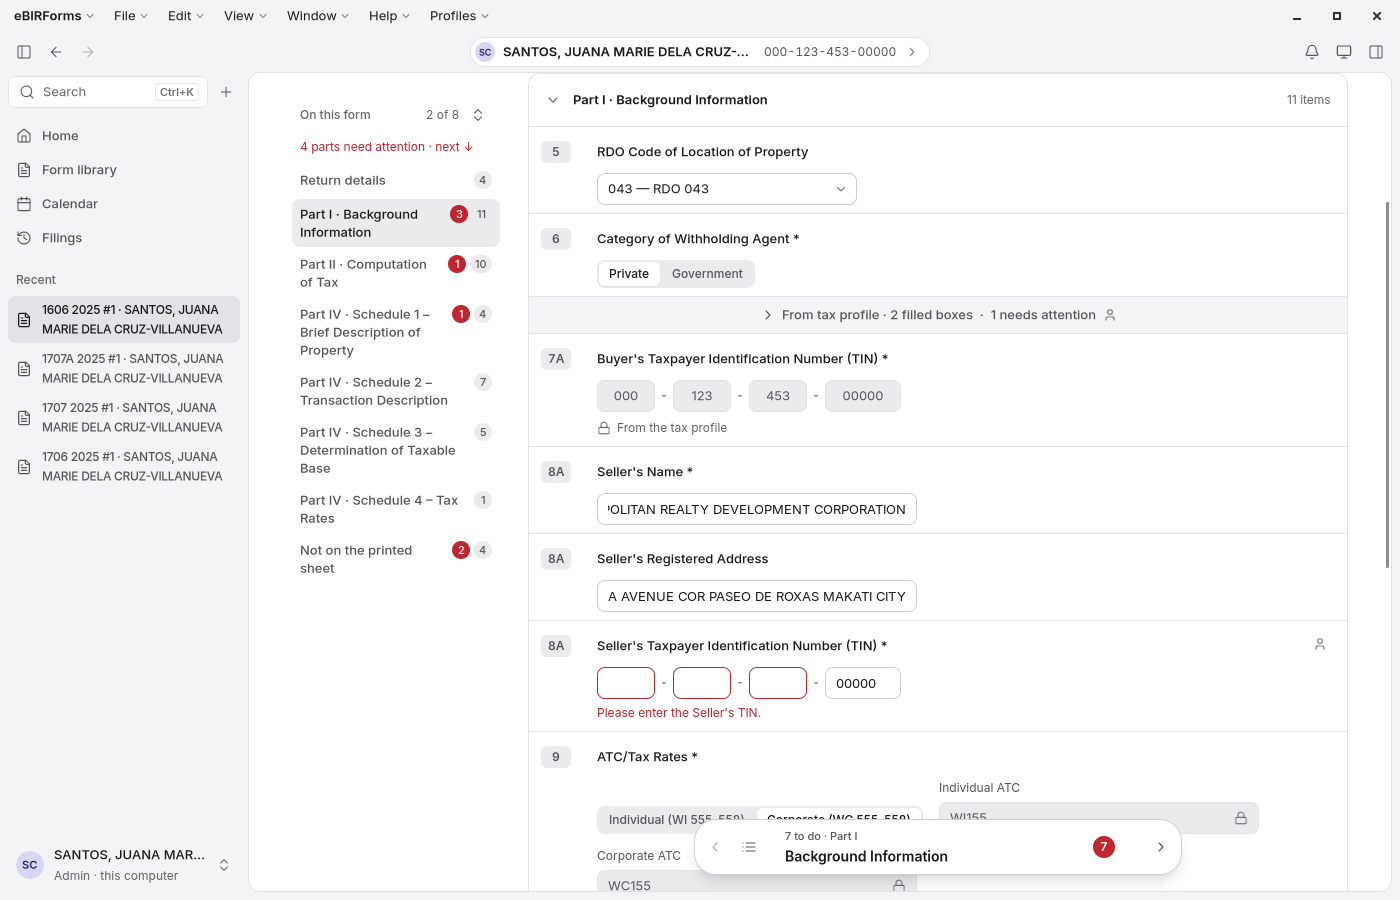 eBIRForms File Edit View Window Help Profiles
SC SANTOS, JUANA MARIE DELA CRUZ-... 000-123-453-00000
Search Ctrl+K
Home
Form library
Calendar
Filings
Recent
1606 2025 #1 · SANTOS, JUANA
MARIE DELA CRUZ-VILLANUEVA
1707A 2025 #1 · SANTOS, JUANA
MARIE DELA CRUZ-VILLANUEVA
1707 2025 #1 · SANTOS, JUANA
MARIE DELA CRUZ-VILLANUEVA
1706 2025 #1 · SANTOS, JUANA
MARIE DELA CRUZ-VILLANUEVA
SC SANTOS, JUANA MAR...
Admin · this computer
On this form 2 of 8
4 parts need attention · next ↓
Return details 4
Part I · Background 3 11
Information
Part II · Computation 1 10
of Tax
Part IV · Schedule 1 – 1 4
Brief Description of
Property
Part IV · Schedule 2 – 7
Transaction Description
Part IV · Schedule 3 – 5
Determination of Taxable
Base
Part IV · Schedule 4 – Tax 1
Rates
Not on the printed 2 4
sheet
Part I · Background Information 11 items
5 RDO Code of Location of Property
043 — RDO 043
6 Category of Withholding Agent *
Private Government
From tax profile · 2 filled boxes · 1 needs attention
7A Buyer's Taxpayer Identification Number (TIN) *
000 - 123 - 453 - 00000
From the tax profile
8A Seller's Name *
POLITAN REALTY DEVELOPMENT CORPORATION
8A Seller's Registered Address
A AVENUE COR PASEO DE ROXAS MAKATI CITY
8A Seller's Taxpayer Identification Number (TIN) *
- - - 00000
Please enter the Seller's TIN.
9 ATC/Tax Rates *
Individual ATC
Individual (WI 555-558) Corporate (WC 555-558) WI155
Corporate ATC
WC155
7 to do · Part I
Background Information 7